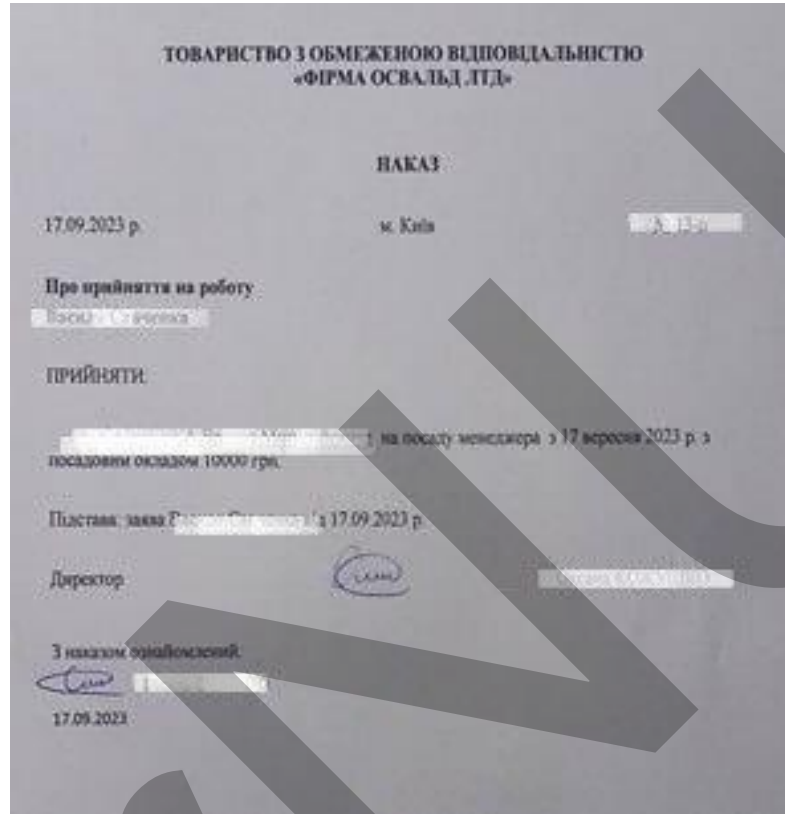 ТОВАРИСТВО З ОБМЕЖЕНОЮ ВІДПОВІДАЛЬНІСТЮ
«ФІРМА ОСВАЛЬД ЛТД»
НАКАЗ
17.09.2023 р. м. Київ
Про прийняття на роботу
ПРИЙНЯТИ:
на посаду менеджера з 17 вересня 2023 р. з
посадовим окладом 10000 грн.
Підстава: заява 17.09.2023 р.
Директор
З наказом ознайомлений:
17.09.2023